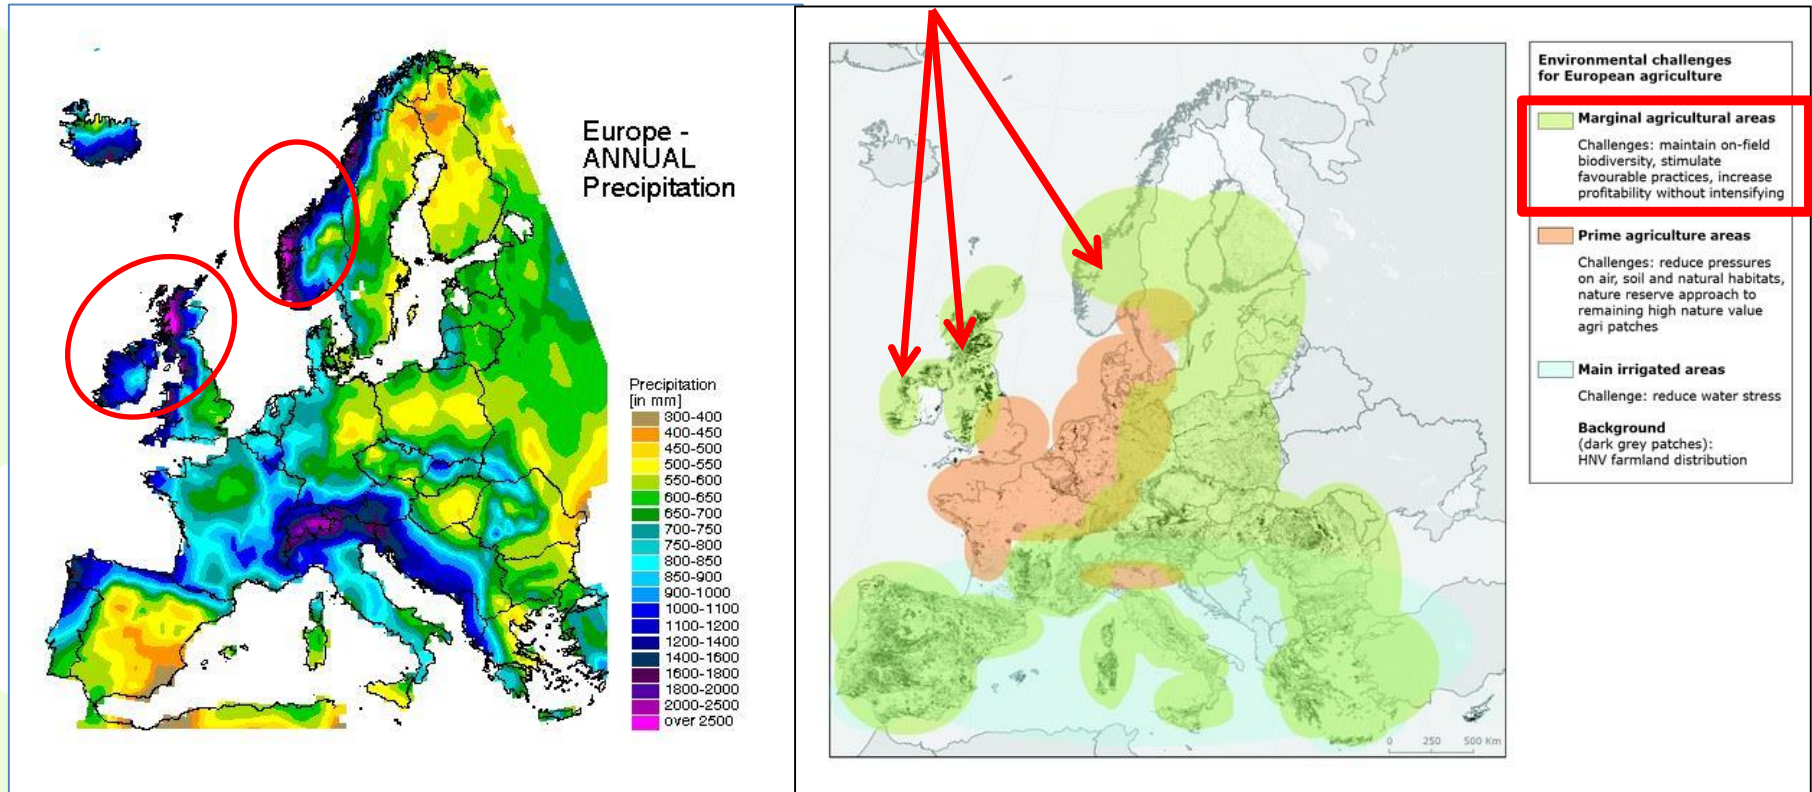 Europe -
ANNUAL
Precipitation
Precipitation
[in mm]
300-400
400-450
450-500
500-550
550-600
600-650
650-700
700-750
750-800
800-850
850-900
900-1000
1000-1100
1100-1200
1200-1400
1400-1600
1600-1800
1800-2000
2000-2500
over 2500
0 250 500 Km
Environmental challenges
for European agriculture
Marginal agricultural areas
Challenges: maintain on-field
biodiversity, stimulate
favourable practices, increase
profitability without intensifying
Prime agriculture areas
Challenges: reduce pressures
on air, soil and natural habitats,
nature reserve approach to
remaining high nature value
agri patches
Main irrigated areas
Challenge: reduce water stress
Background
(dark grey patches):
HNV farmland distribution